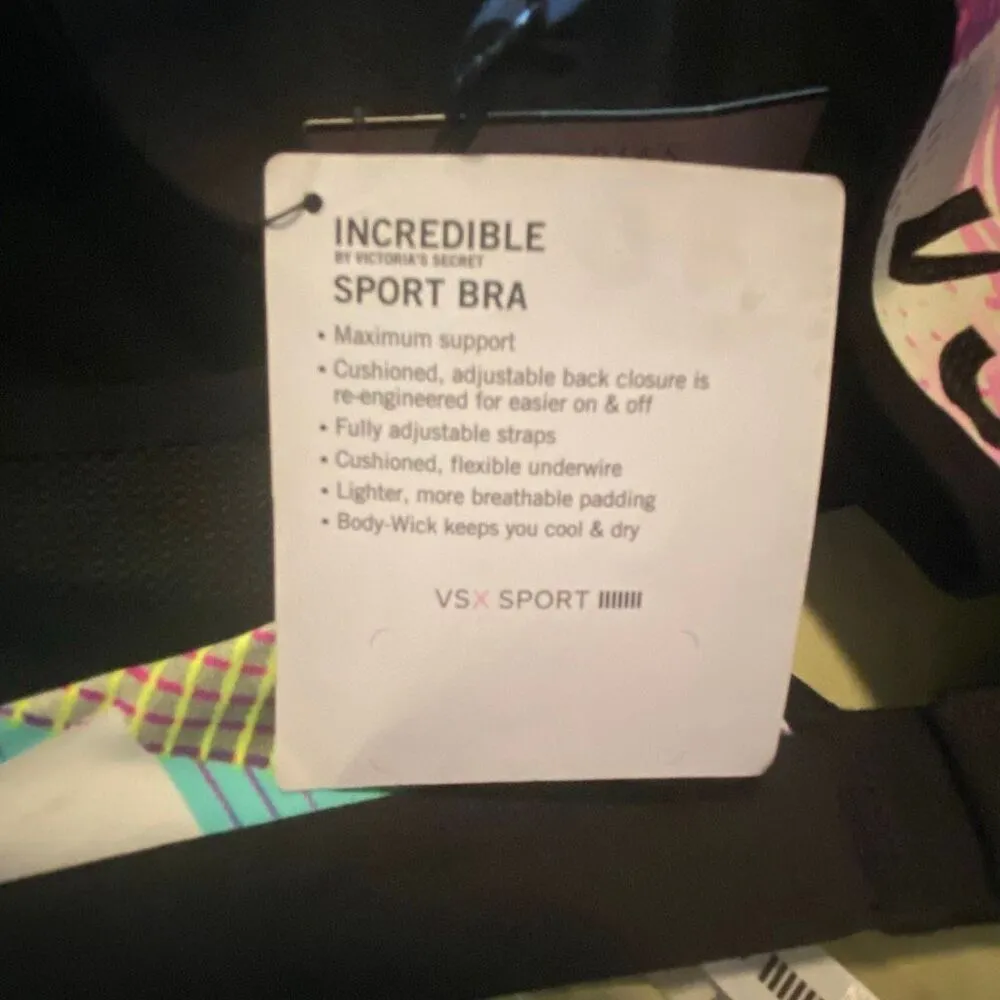 INCREDIBLE
BY VICTORIA'S SECRET
SPORT BRA
• Maximum support
• Cushioned, adjustable back closure is
re-engineered for easier on & off
• Fully adjustable straps
• Cushioned, flexible underwire
• Lighter, more breathable padding
• Body-Wick keeps you cool & dry
VSX SPORT